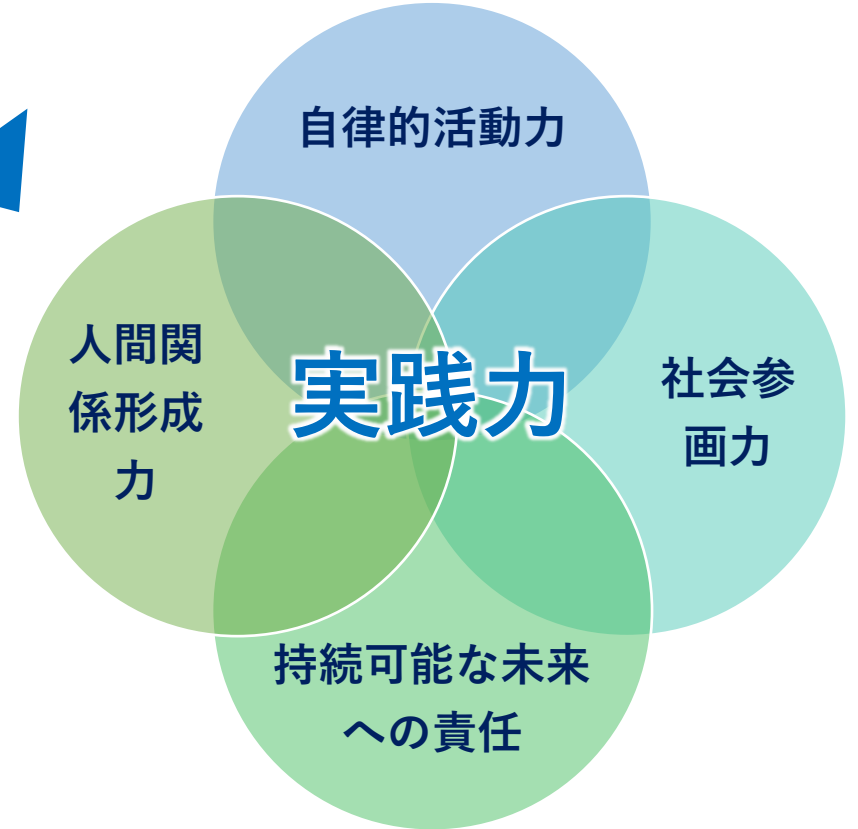 自律的活動力
人間関
係形成
力
実践力
社会参
画力
持続可能な未来
への責任